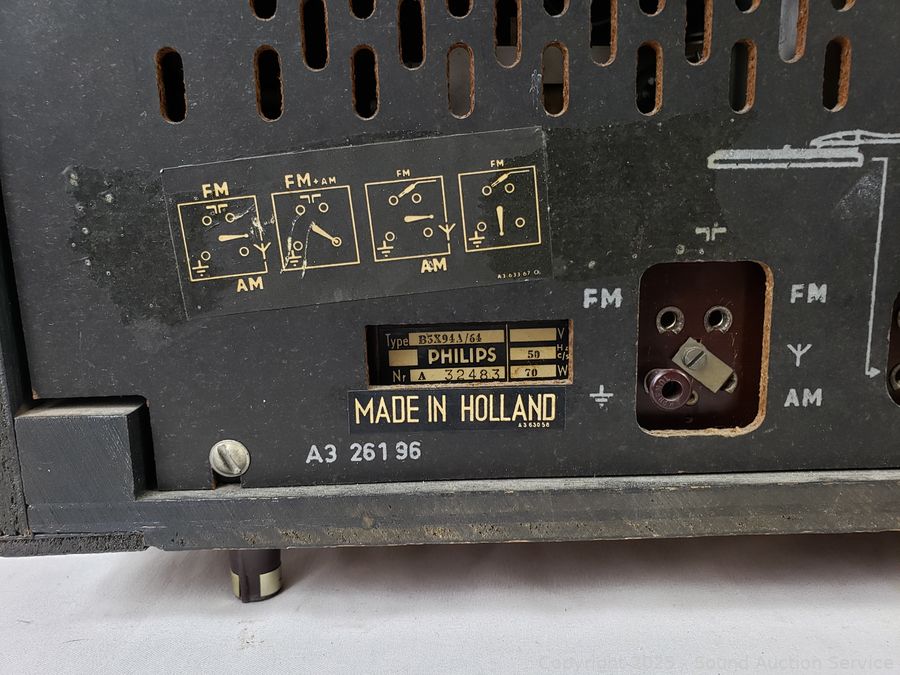 FM FM+AM FM FM
AM AM
A3 633 67
FM FM
AM
Type B5X94A/64 V
PHILIPS 50 Hz c/s
Nr A 32483 70 W
MADE IN HOLLAND
A3 630 58
A3 261 96
Copyright 2025 - Sound Auction Service